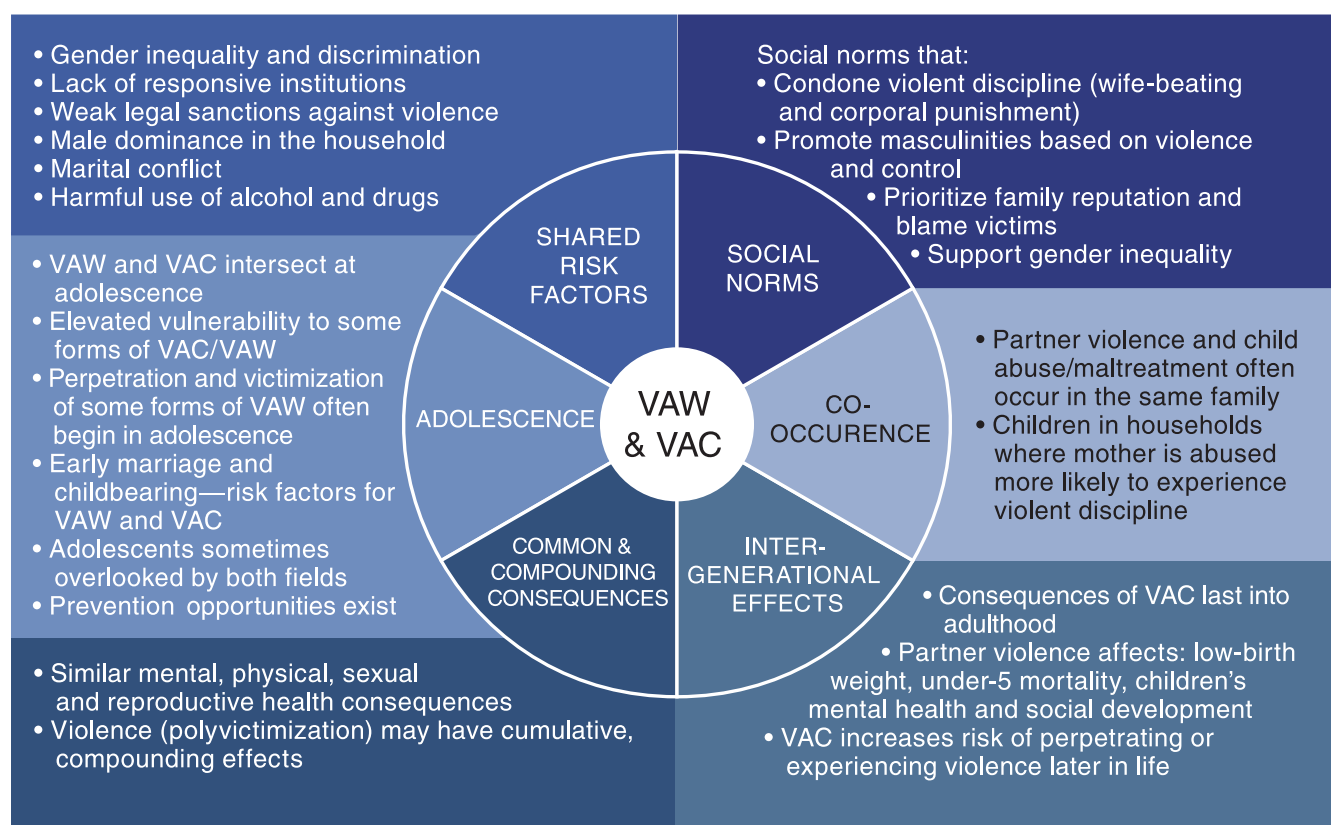 • Gender inequality and discrimination
• Lack of responsive institutions
• Weak legal sanctions against violence
• Male dominance in the household
• Marital conflict
• Harmful use of alcohol and drugs
Social norms that:
• Condone violent discipline (wife-beating
and corporal punishment)
• Promote masculinities based on violence
and control
• Prioritize family reputation and
blame victims
• Support gender inequality
SHARED
RISK
FACTORS
SOCIAL
NORMS
• VAW and VAC intersect at
adolescence
• Elevated vulnerability to some
forms of VAC/VAW
• Perpetration and victimization
of some forms of VAW often
begin in adolescence
• Early marriage and
childbearing—risk factors for
VAW and VAC
• Adolescents sometimes
overlooked by both fields
• Prevention opportunities exist
ADOLESCENCE
VAW
& VAC
CO-
OCCURENCE
• Partner violence and child
abuse/maltreatment often
occur in the same family
• Children in households
where mother is abused
more likely to experience
violent discipline
COMMON &
COMPOUNDING
CONSEQUENCES
INTER-
GENERATIONAL
EFFECTS
• Similar mental, physical, sexual
and reproductive health consequences
• Violence (polyvictimization) may have cumulative,
compounding effects
• Consequences of VAC last into
adulthood
• Partner violence affects: low-birth
weight, under-5 mortality, children’s
mental health and social development
• VAC increases risk of perpetrating or
experiencing violence later in life